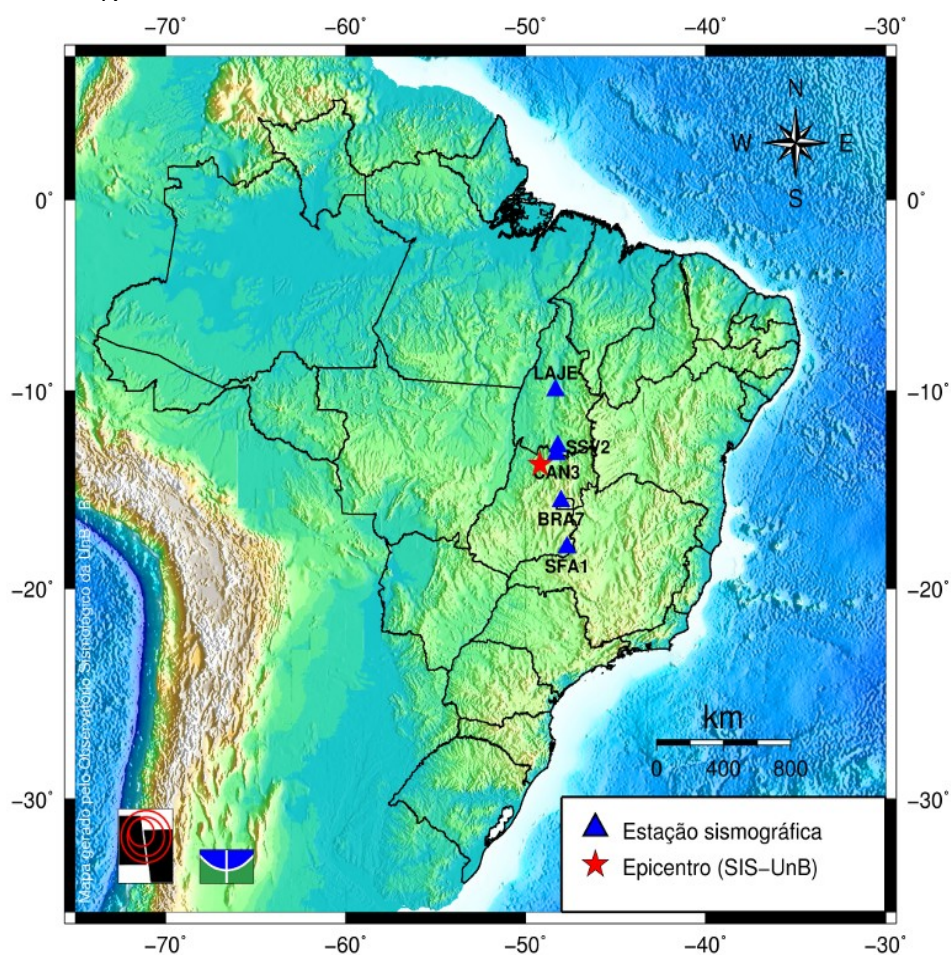 −70˚ −60˚ −50˚ −40˚ −30˚
N
W E
S
0˚ 0˚
LAJE
−10˚ −10˚
SSV2
CAN3
BRA7
SFA1
−20˚ −20˚
Mapa gerado pelo Observatório Sismológico da UnB
km
0 400 800
−30˚ −30˚
Estação sismográfica
Epicentro (SIS−UnB)
−70˚ −60˚ −50˚ −40˚ −30˚